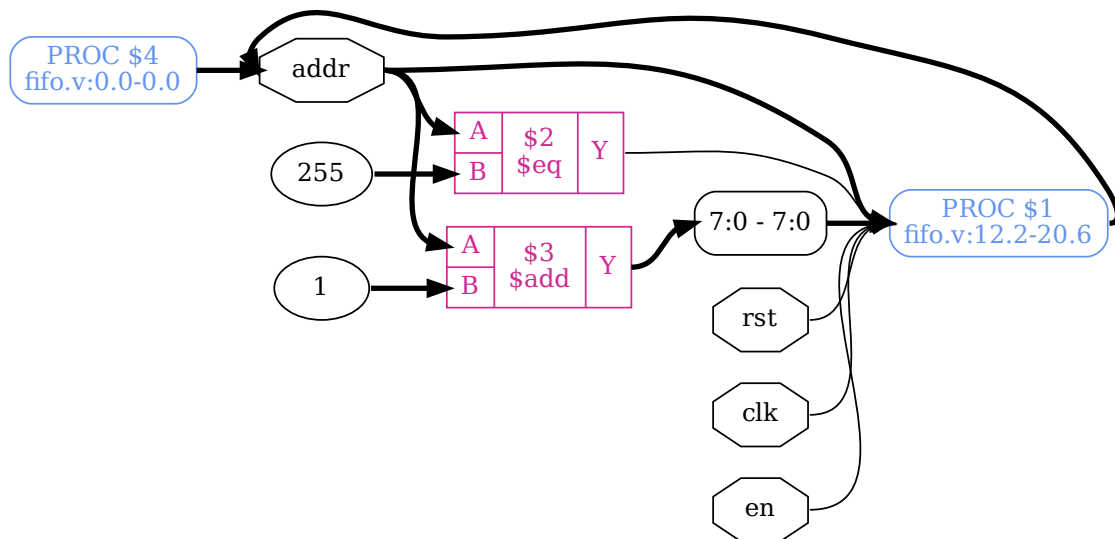 PROC $4
fifo.v:0.0-0.0
addr
255
A
B
$2
$eq
Y
1
A
B
$3
$add
Y
7:0 - 7:0
rst
clk
en
PROC $1
fifo.v:12.2-20.6